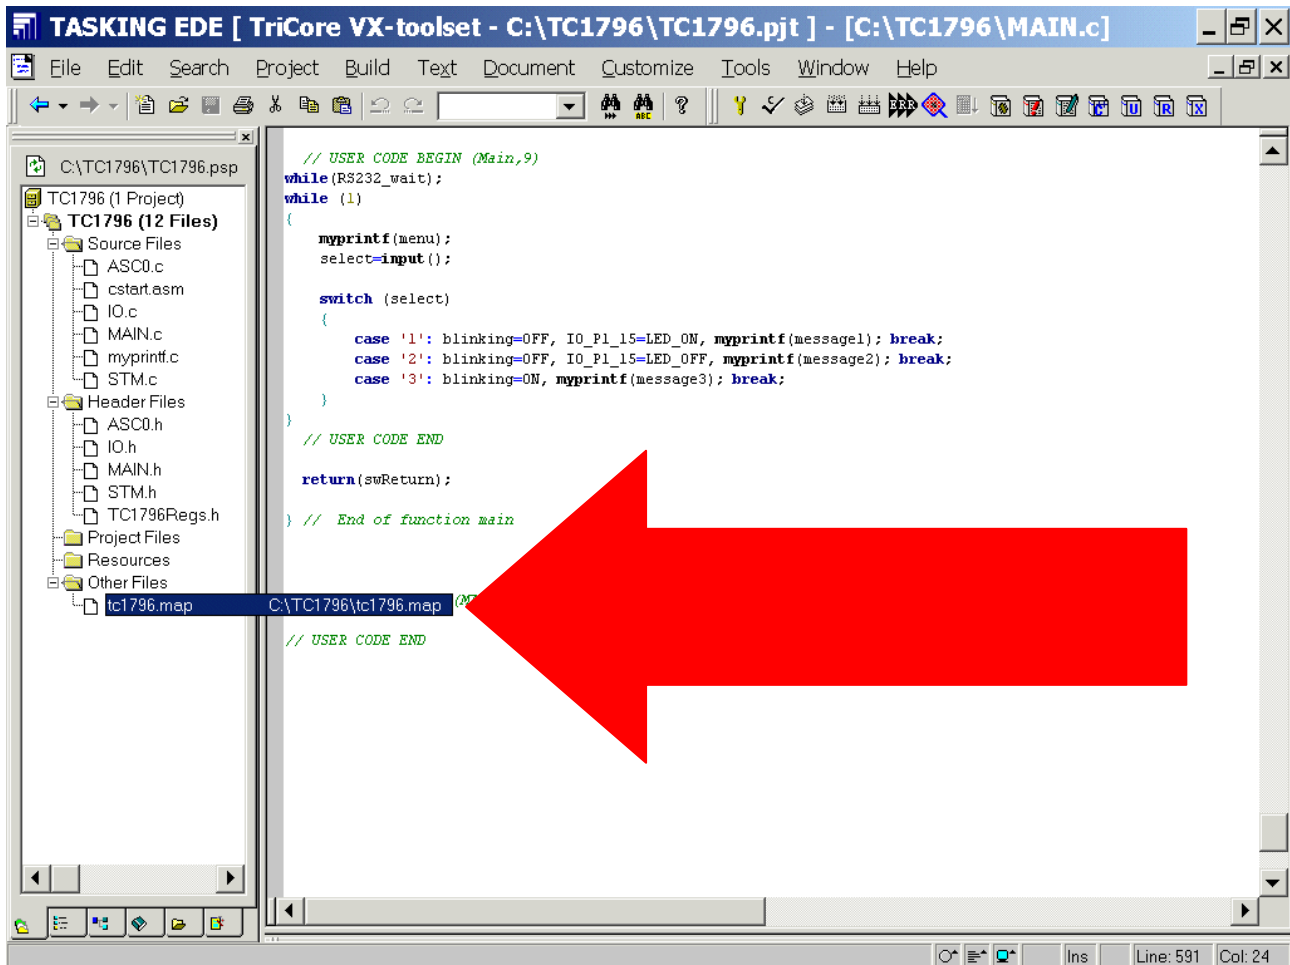 TASKING EDE [ TriCore VX-toolset - C:\TC1796\TC1796.pjt ] - [C:\TC1796\MAIN.c]
File Edit Search Project Build Text Document Customize Tools Window Help
C:\TC1796\TC1796.psp
TC1796 (1 Project)
TC1796 (12 Files)
Source Files
ASC0.c
cstart.asm
IO.c
MAIN.c
myprintf.c
STM.c
Header Files
ASC0.h
IO.h
MAIN.h
STM.h
TC1796Regs.h
Project Files
Resources
Other Files
tc1796.map C:\TC1796\tc1796.map
// USER CODE BEGIN (Main,9)
while(RS232_wait);
while (1)
{
myprintf(menu);
select=input();
switch (select)
{
case '1': blinking=OFF, IO_P1_15=LED_ON, myprintf(message1); break;
case '2': blinking=OFF, IO_P1_15=LED_OFF, myprintf(message2); break;
case '3': blinking=ON, myprintf(message3); break;
}
}
// USER CODE END
return(swReturn);
} // End of function main
// USER CODE END
Ins Line: 591 Col: 24